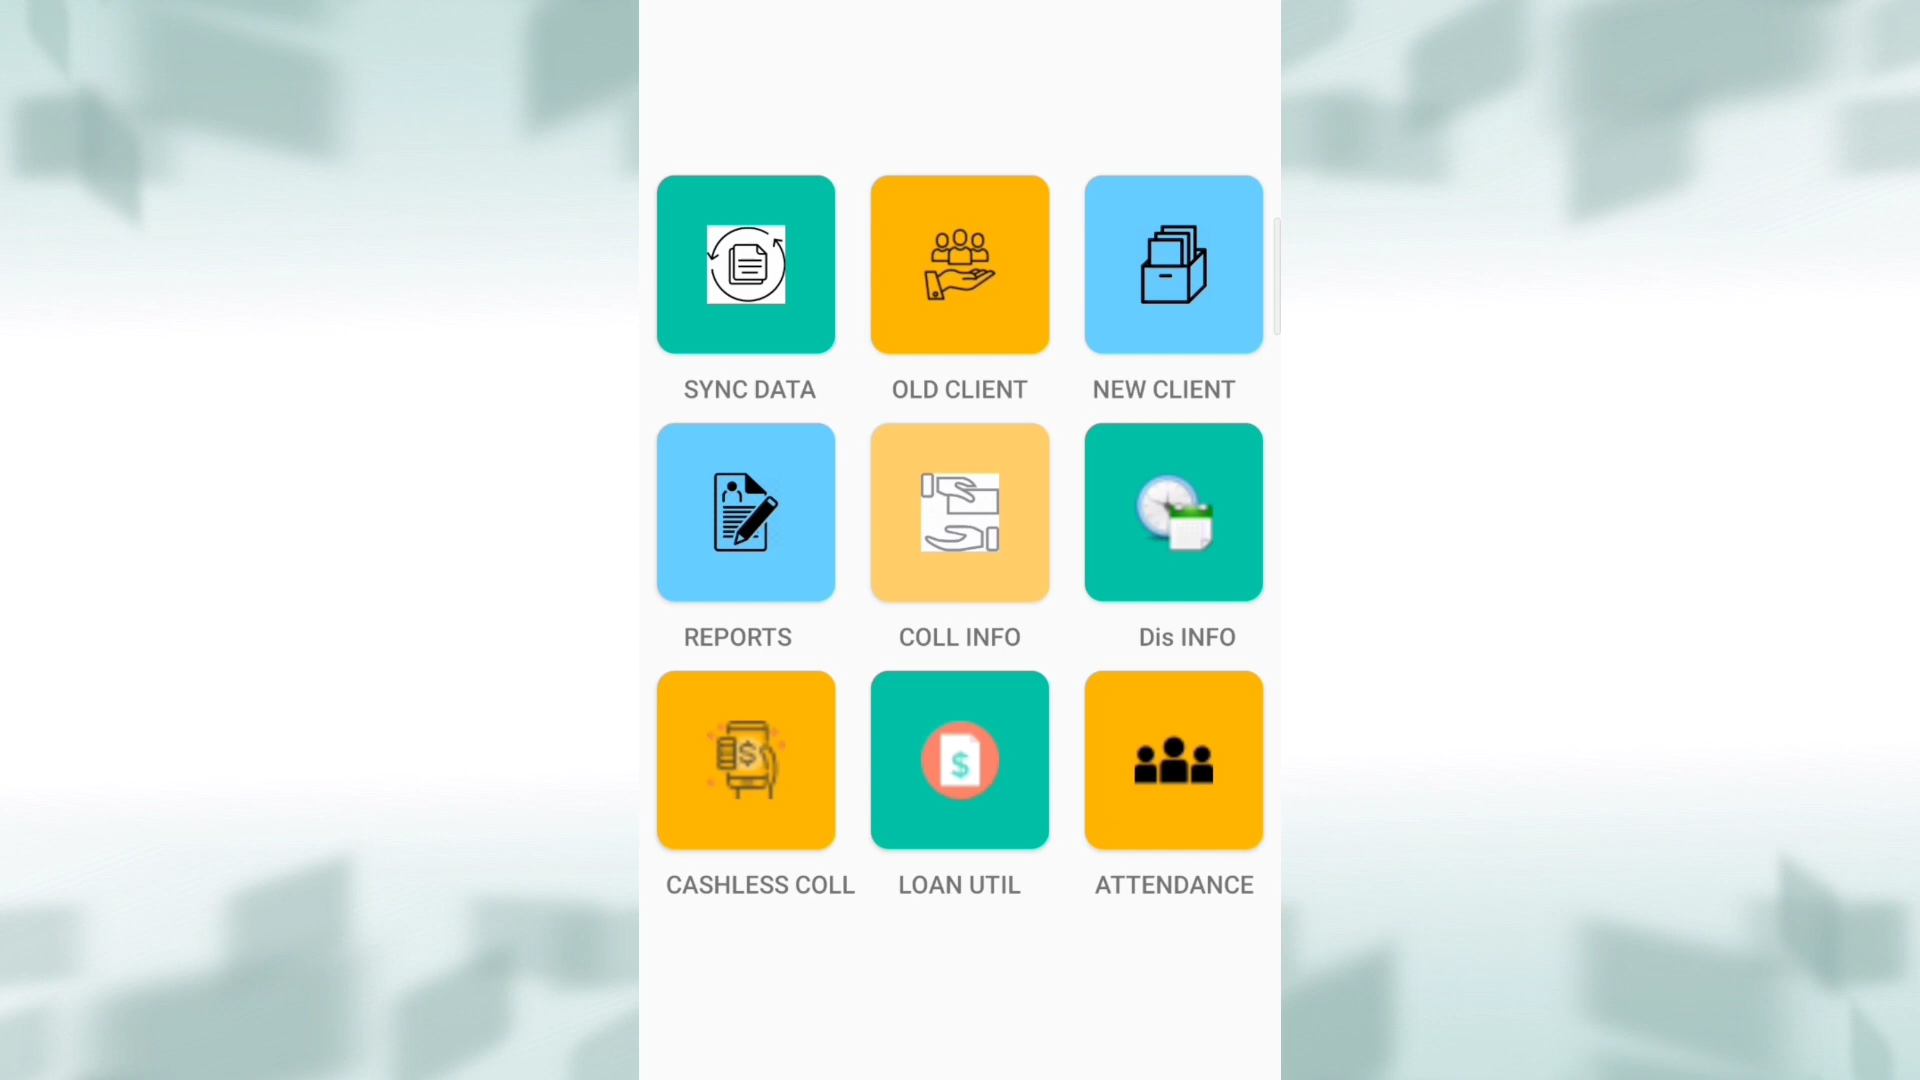 SYNC DATA
OLD CLIENT
NEW CLIENT
REPORTS
COLL INFO
Dis INFO
$
$
CASHLESS COLL
LOAN UTIL
ATTENDANCE